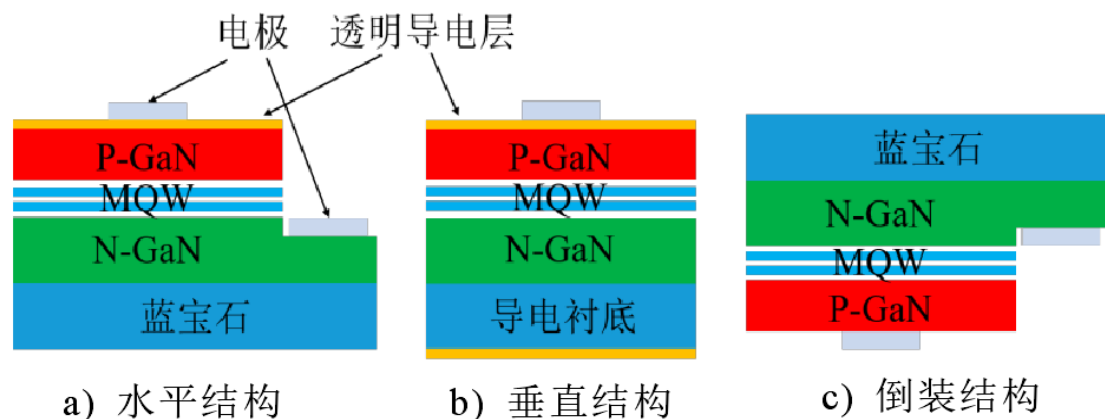 电极 透明导电层
P-GaN
MQW
N-GaN
蓝宝石
P-GaN
MQW
N-GaN
导电衬底
蓝宝石
N-GaN
MQW
P-GaN
a) 水平结构
b) 垂直结构
c) 倒装结构